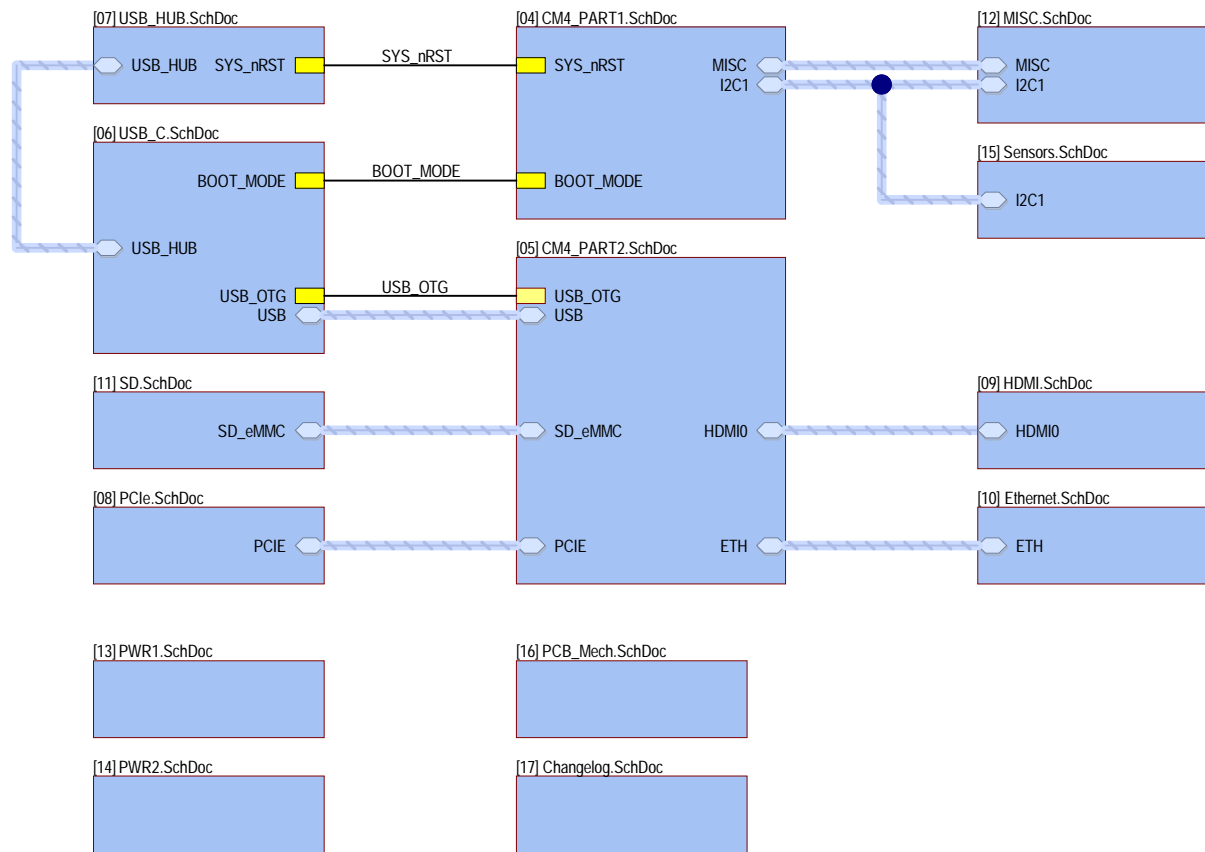 [07] USB_HUB.SchDoc
[04] CM4_PART1.SchDoc
[12] MISC.SchDoc
USB_HUB SYS_nRST
SYS_nRST
SYS_nRST MISC
MISC
I2C1
I2C1
[06] USB_C.SchDoc
[15] Sensors.SchDoc
BOOT_MODE
BOOT_MODE
BOOT_MODE
I2C1
USB_HUB
[05] CM4_PART2.SchDoc
USB_OTG
USB_OTG
USB_OTG
USB
USB
[11] SD.SchDoc
[09] HDMI.SchDoc
SD_eMMC
SD_eMMC HDMI0
HDMI0
[08] PCIe.SchDoc
[10] Ethernet.SchDoc
PCIE
PCIE ETH
ETH
[13] PWR1.SchDoc
[16] PCB_Mech.SchDoc
[14] PWR2.SchDoc
[17] Changelog.SchDoc